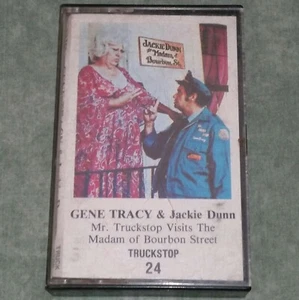 JACKIE DUNN
Madam of
Bourbon St.
GENE TRACY & Jackie Dunn
Mr. Truckstop Visits The
Madam of Bourbon Street
TRUCKSTOP
24